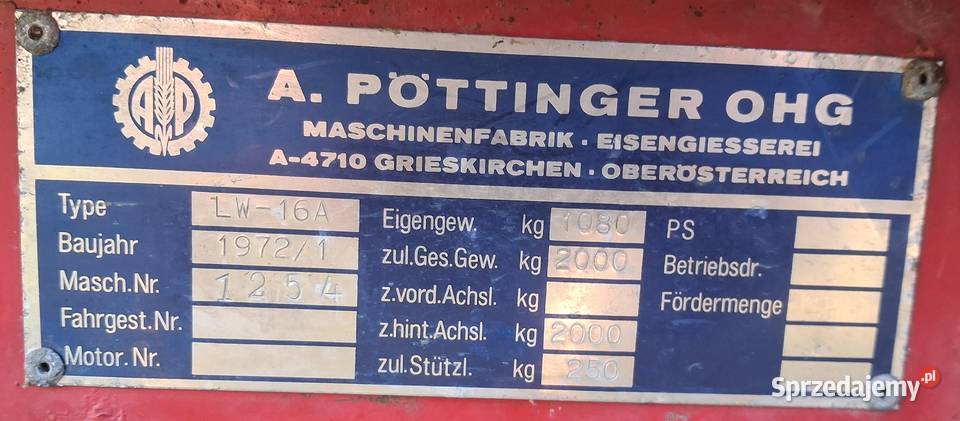 AP
A. PÖTTINGER OHG
MASCHINENFABRIK · EISENGIESSEREI
A-4710 GRIESKIRCHEN · OBERÖSTERREICH
Type LW-16A
Baujahr 1972/1
Masch.Nr. 1254
Fahrgest.Nr.
Motor.Nr.
Eigengew. kg 1080
zul.Ges.Gew. kg 2000
z.vord.Achsl. kg
z.hint.Achsl. kg 2000
zul.Stützl. kg 250
PS
Betriebsdr.
Fördermenge
Sprzedajemy.pl